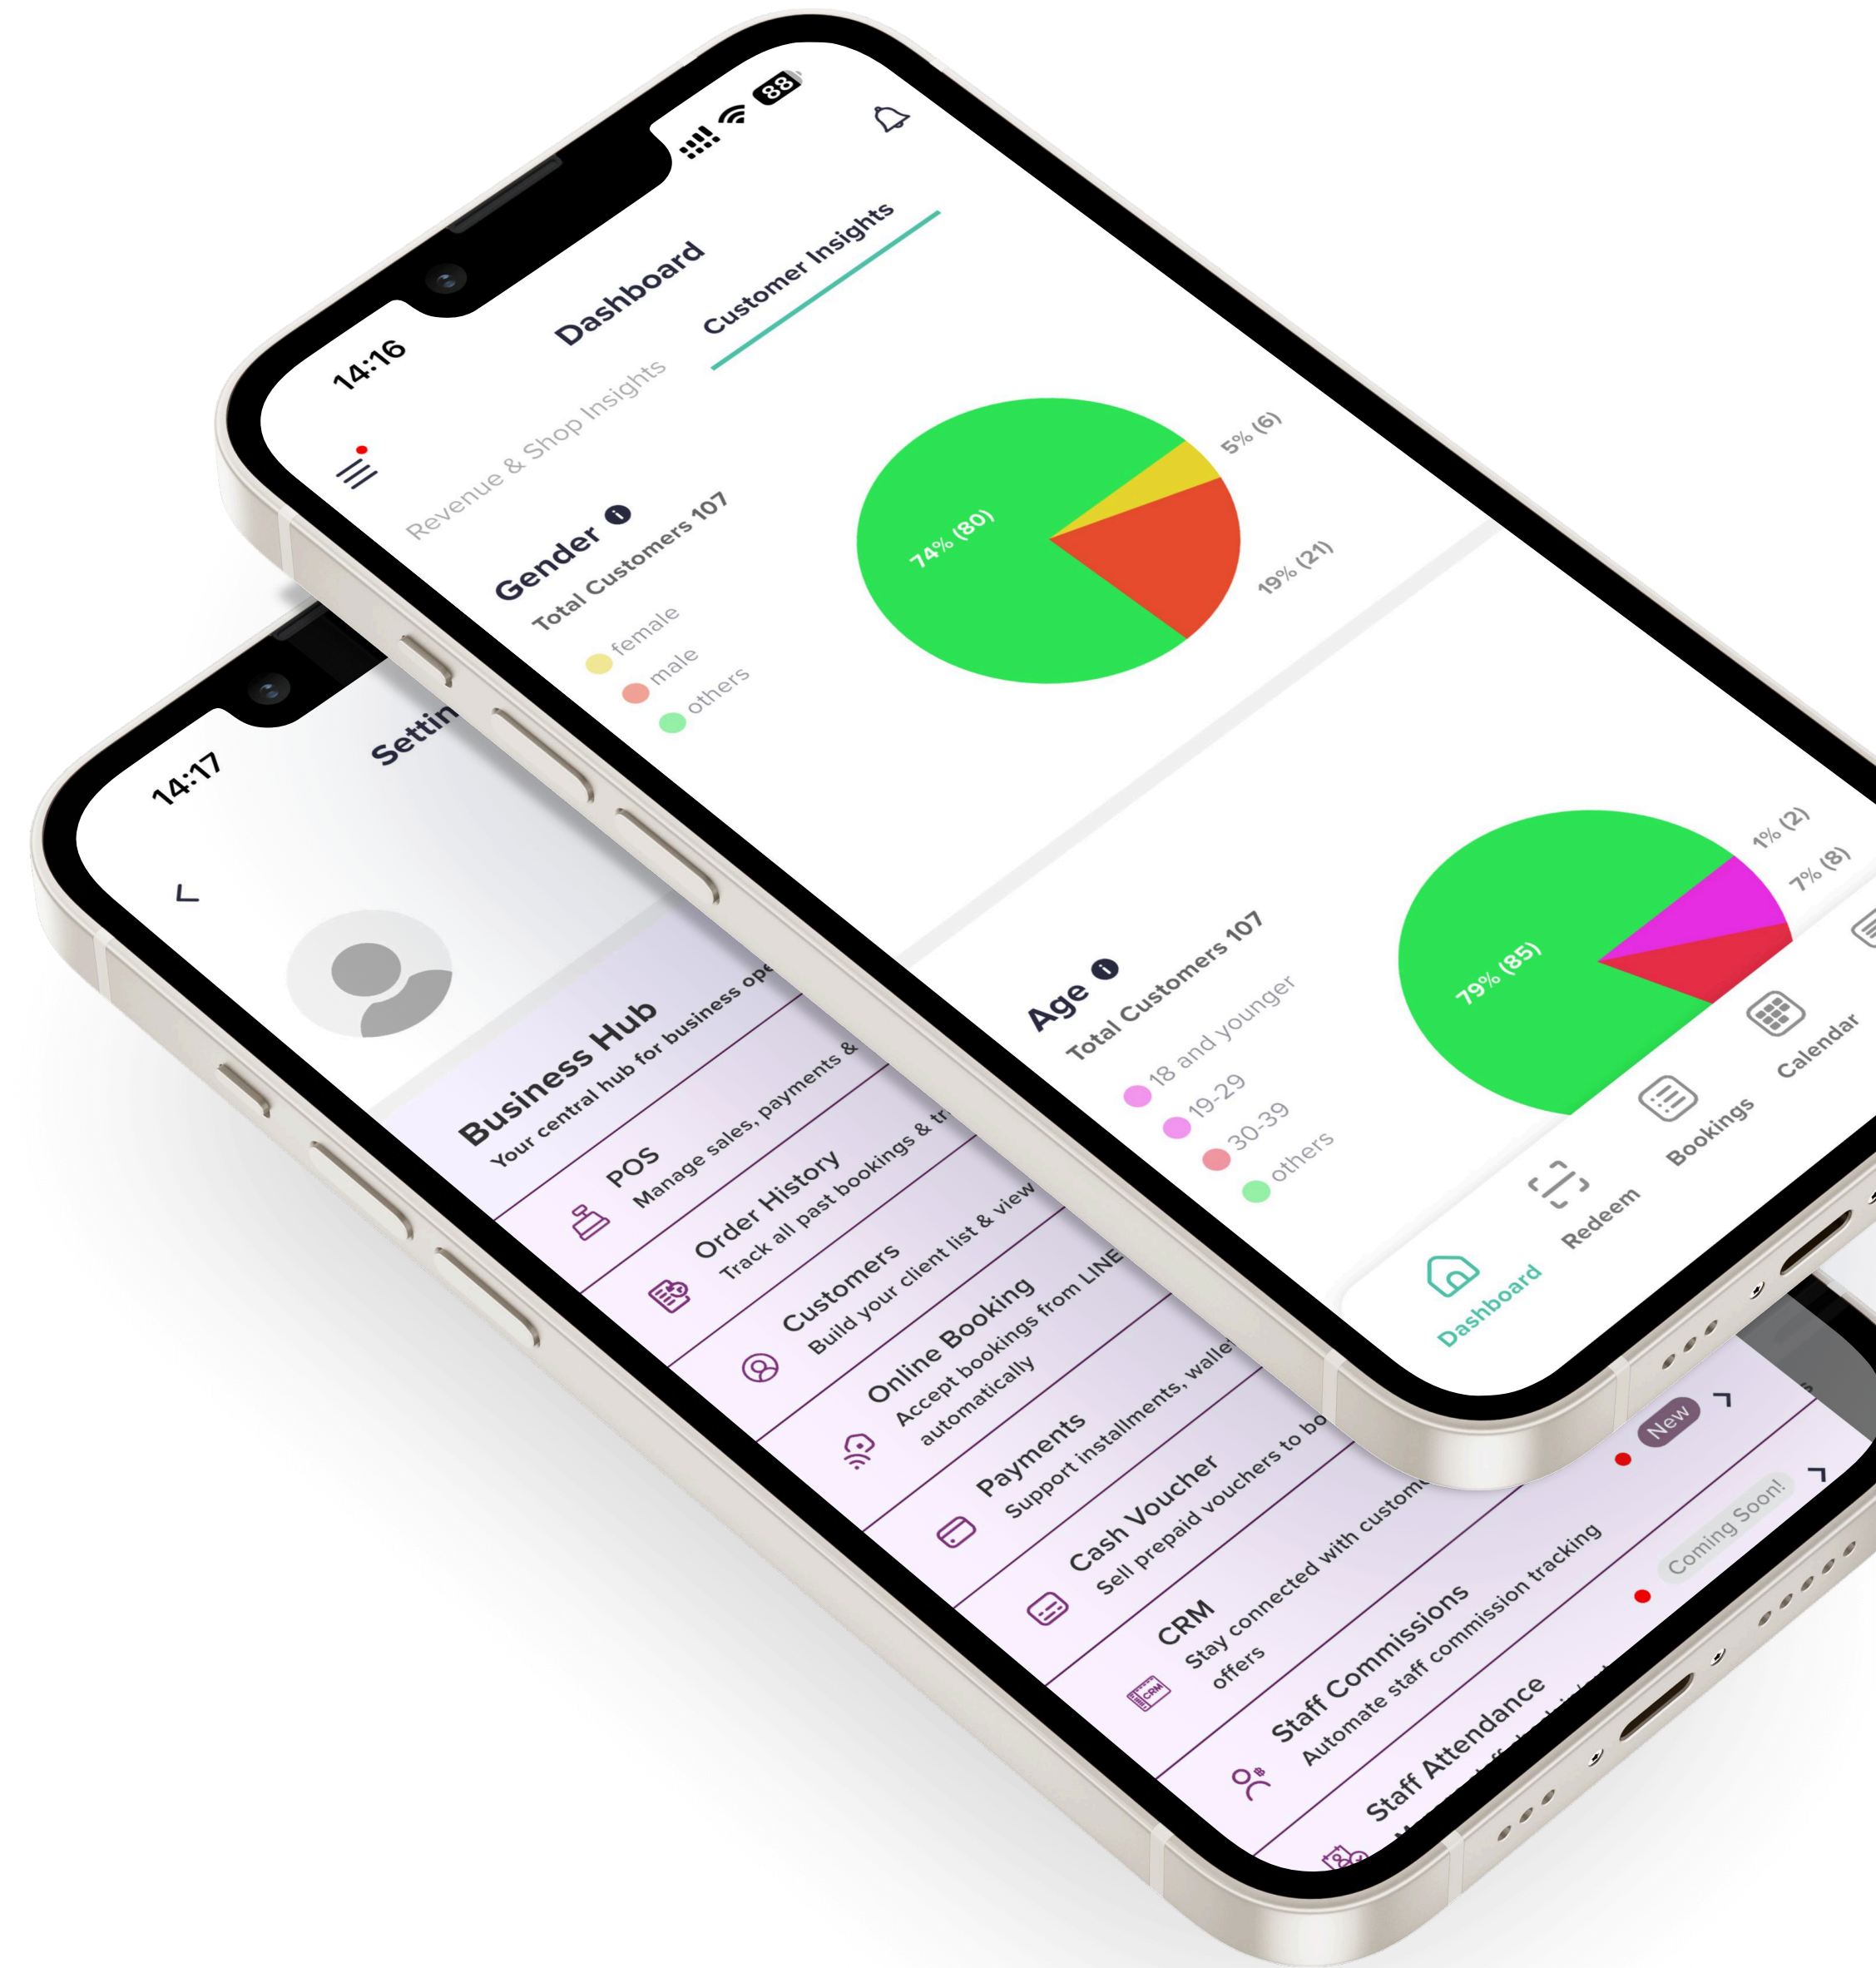 14:16
88
Dashboard
Revenue & Shop Insights
Customer Insights
Gender
Total Customers 107
female
male
others
74% (80)
5% (6)
19% (21)
Age
Total Customers 107
18 and younger
19-29
30-39
others
79% (85)
1% (2)
7% (8)
Dashboard
Redeem
Bookings
Calendar
14:17
Settin
Business Hub
Your central hub for business ope
POS
Manage sales, payments &
Order History
Track all past bookings & tr
Customers
Build your client list & view
Online Booking
Accept bookings from LINE
automatically
Payments
Support installments, walle
Cash Voucher
Sell prepaid vouchers to bo
CRM
CRM
Stay connected with custom
offers
New
Staff Commissions
Automate staff commission tracking
Coming Soon!
Staff Attendance